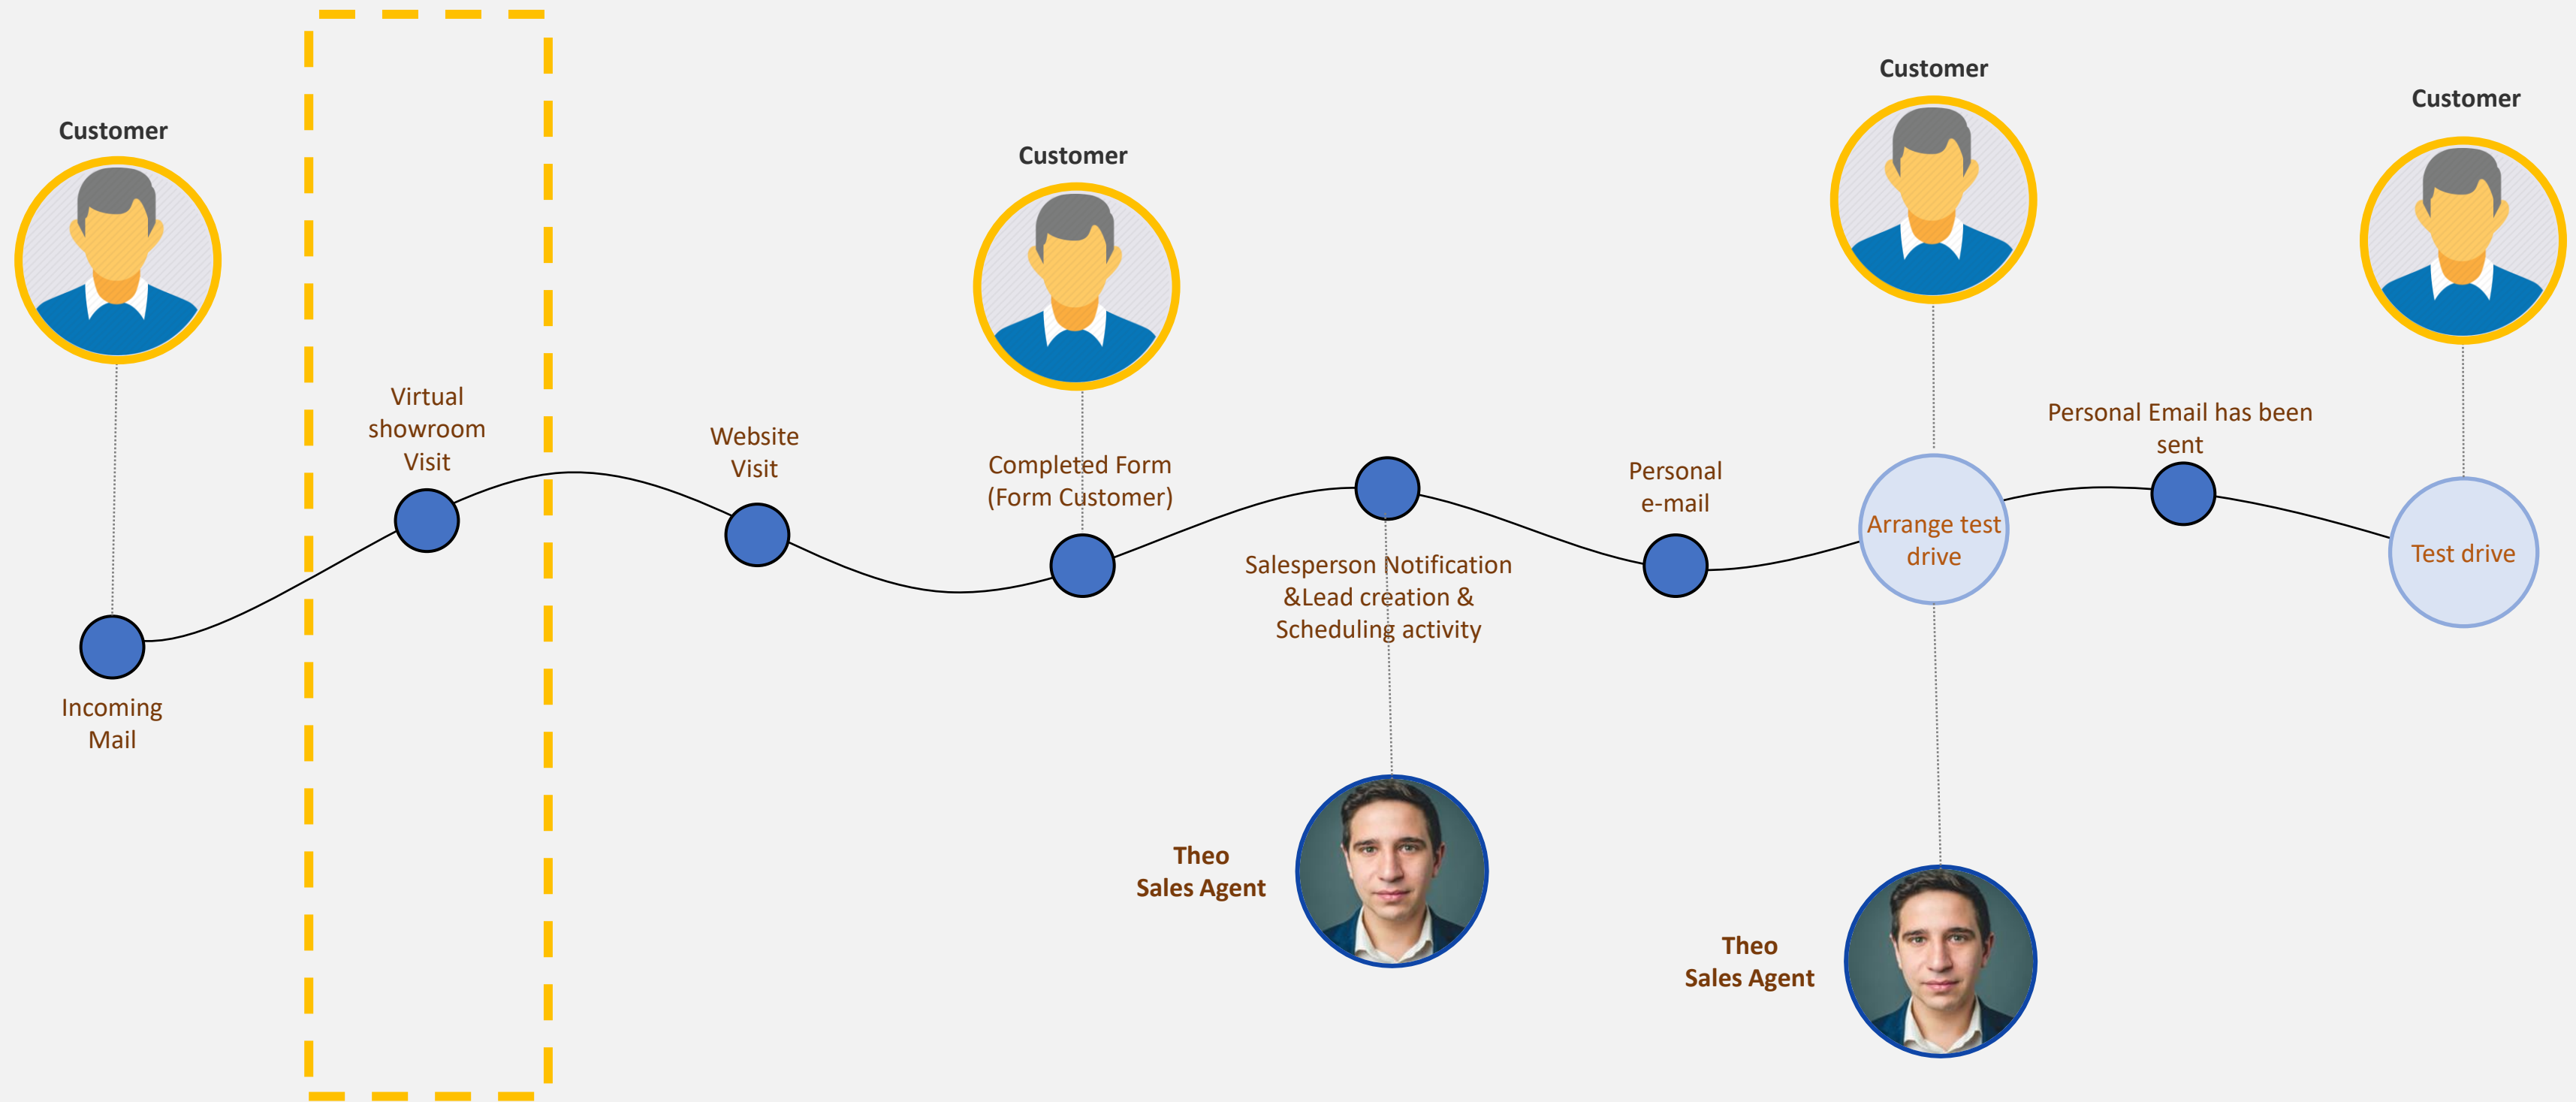 Customer
Incoming
Mail
Virtual
showroom
Visit
Website
Visit
Customer
Completed Form
(Form Customer)
Salesperson Notification
&Lead creation &
Scheduling activity
Theo
Sales Agent
Personal
e-mail
Customer
Arrange test
drive
Theo
Sales Agent
Personal Email has been
sent
Customer
Test drive